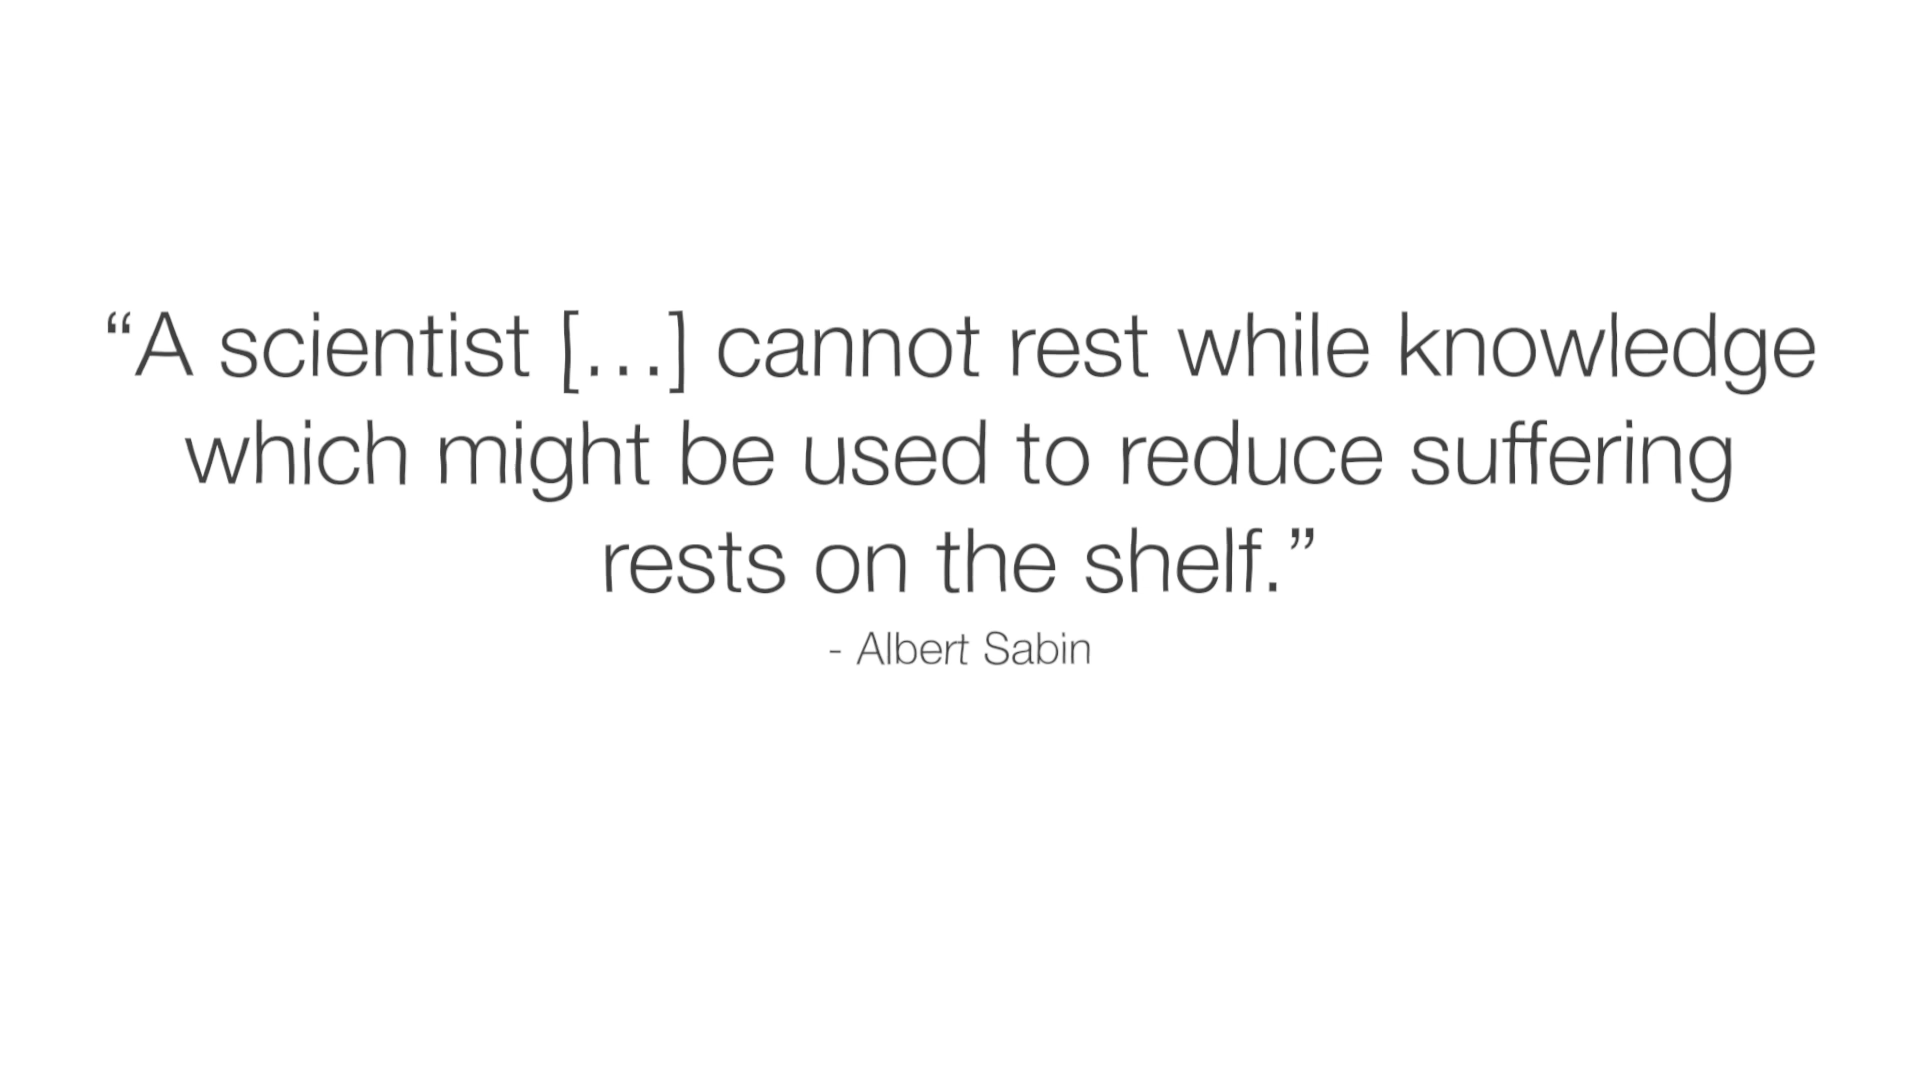 “A scientist […] cannot rest while knowledge
which might be used to reduce suffering
rests on the shelf.”
- Albert Sabin